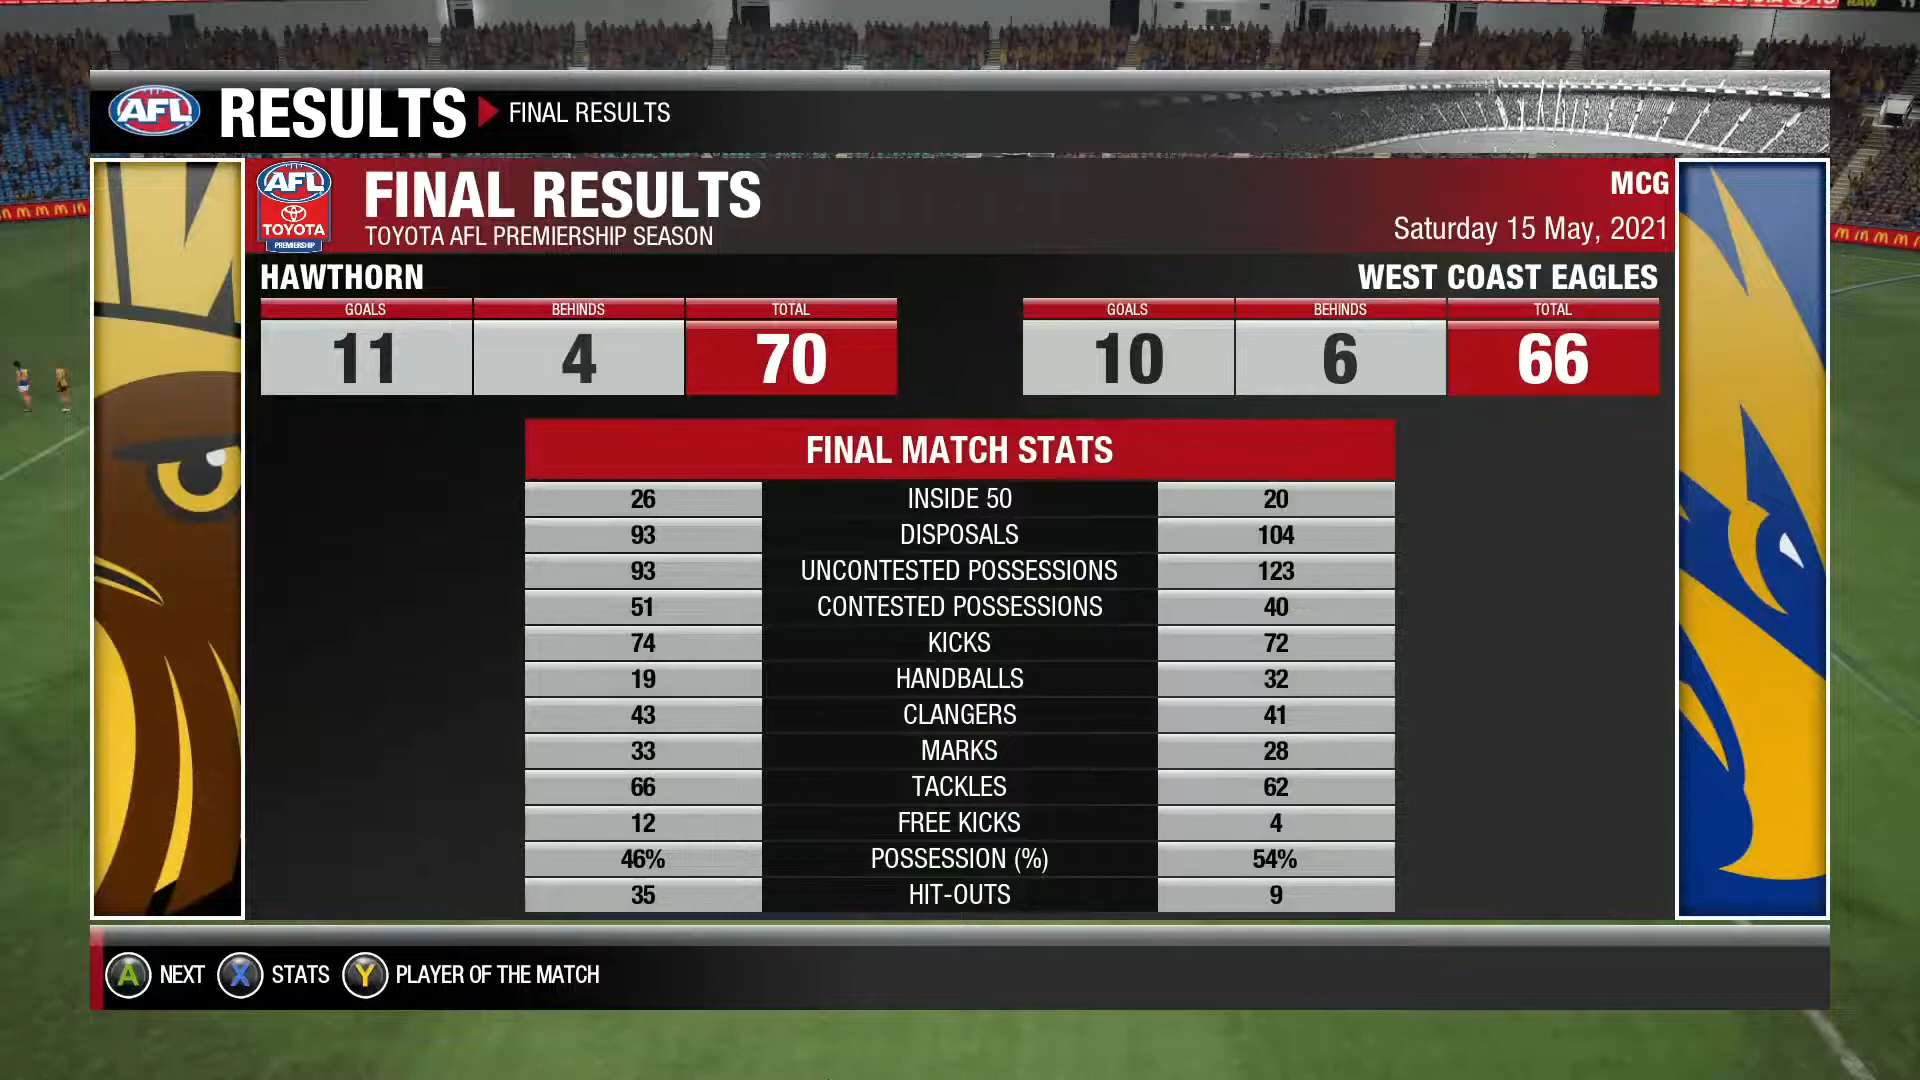 AFL RESULTS FINAL RESULTS
AFL TOYOTA PREMIERSHIP
FINAL RESULTS
TOYOTA AFL PREMIERSHIP SEASON
MCG
Saturday 15 May, 2021
HAWTHORN
GOALS BEHINDS TOTAL
11 4 70
WEST COAST EAGLES
GOALS BEHINDS TOTAL
10 6 66
FINAL MATCH STATS
26 INSIDE 50 20
93 DISPOSALS 104
93 UNCONTESTED POSSESSIONS 123
51 CONTESTED POSSESSIONS 40
74 KICKS 72
19 HANDBALLS 32
43 CLANGERS 41
33 MARKS 28
66 TACKLES 62
12 FREE KICKS 4
46% POSSESSION (%) 54%
35 HIT-OUTS 9
A NEXT X STATS Y PLAYER OF THE MATCH